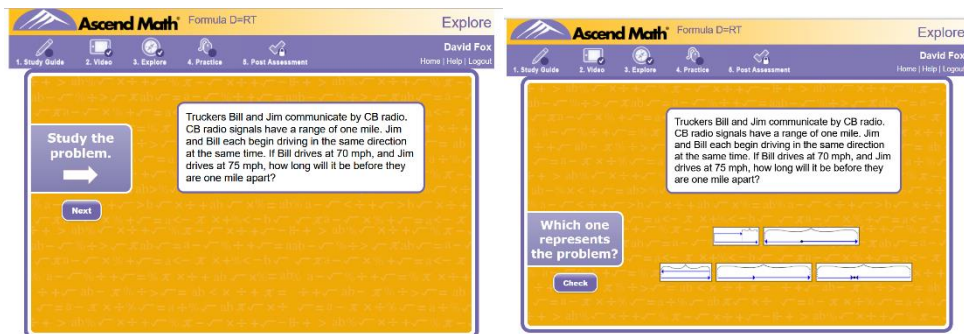 Ascend Math Formula D=RT Explore
1. Study Guide 2. Video 3. Explore 4. Practice 5. Post Assessment
David Fox
Home | Help | Logout
Study the
problem.
Next
Truckers Bill and Jim communicate by CB radio.
CB radio signals have a range of one mile. Jim
and Bill each begin driving in the same direction
at the same time. If Bill drives at 70 mph, and Jim
drives at 75 mph, how long will it be before they
are one mile apart?
Ascend Math Formula D=RT Explore
1. Study Guide 2. Video 3. Explore 4. Practice 5. Post Assessment
David Fox
Home | Help | Logout
Truckers Bill and Jim communicate by CB radio.
CB radio signals have a range of one mile. Jim
and Bill each begin driving in the same direction
at the same time. If Bill drives at 70 mph, and Jim
drives at 75 mph, how long will it be before they
are one mile apart?
Which one
represents
the problem?
Check